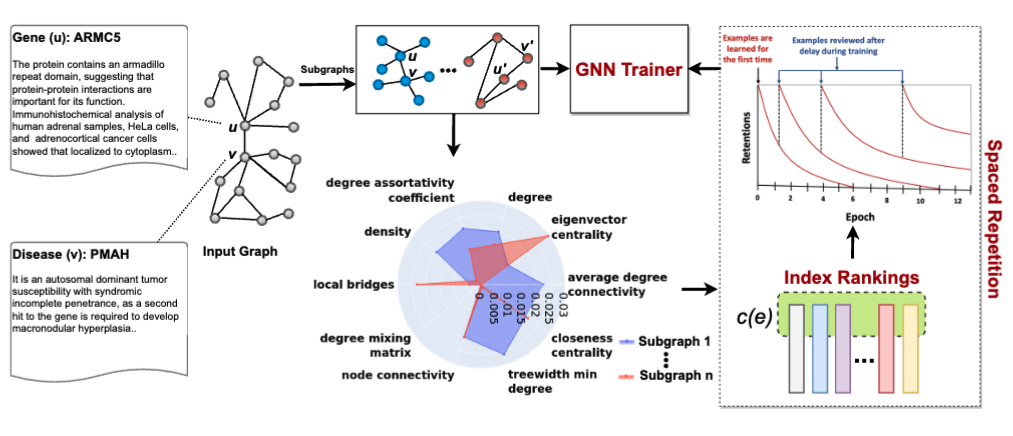 Gene (u): ARMC5
The protein contains an armadillo
repeat domain, suggesting that
protein-protein interactions are
important for its function.
Immunohistochemical analysis of
human adrenal samples, HeLa cells,
and adrenocortical cancer cells
showed that localized to cytoplasm..
Disease (v): PMAH
It is an autosomal dominant tumor
susceptibility with syndromic
incomplete penetrance, as a second
hit to the gene is required to develop
macronodular hyperplasia..
u
v
Input Graph
Subgraphs
u
v
...
v'
u'
GNN Trainer
degree assortativity
coefficient
degree
eigenvector
centrality
density
local bridges
average degree
connectivity
degree mixing
matrix
closeness
centrality
node connectivity
treewidth min
degree
0
0.005
0.01
0.015
0.02
0.025
0.03
Subgraph 1
Subgraph n
Examples are
learned for
the first time
Examples reviewed after
delay during training
Retentions
0
2
4
6
8
10
12
Epoch
Index Rankings
c(e)
...
Spaced Repetition